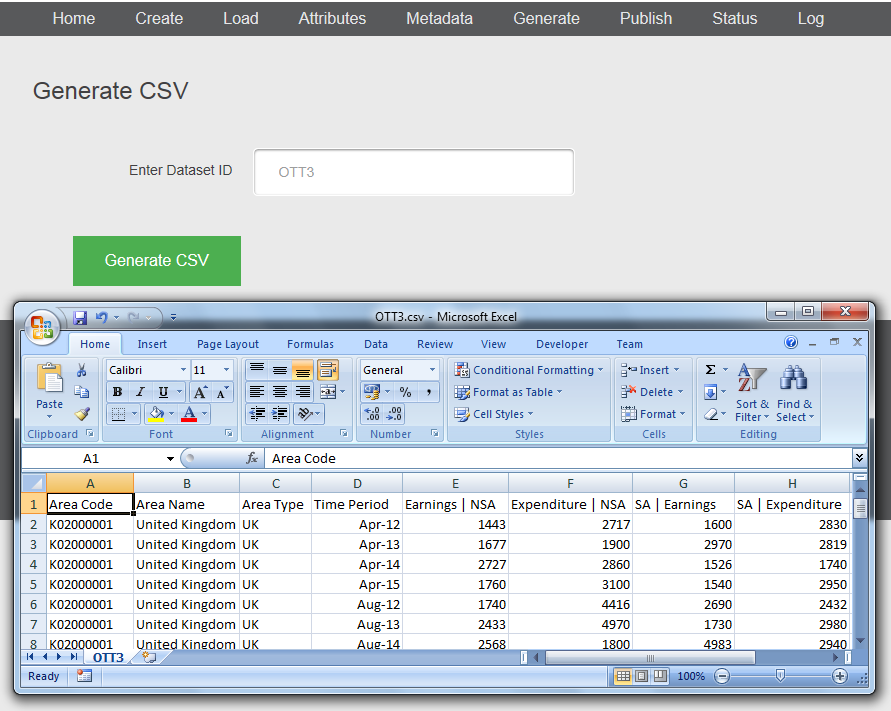 Home Create Load Attributes Metadata Generate Publish Status Log
Generate CSV
Enter Dataset ID OTT3
Generate CSV
OTT3.csv - Microsoft Excel
Home Insert Page Layout Formulas Data Review View Developer Team
Calibri 11 General Conditional Formatting Insert Σ
Paste B I U A A % , Format as Table Delete Sort & Filter Find & Select
A .00 .00 Cell Styles Format
Clipboard Font Alignment Number Styles Cells Editing
A1 fx Area Code
A B C D E F G H
1 Area Code Area Name Area Type Time Period Earnings | NSA Expenditure | NSA SA | Earnings SA | Expenditure
2 K02000001 United Kingdom UK Apr-12 1443 2717 1600 2830
3 K02000001 United Kingdom UK Apr-13 1677 1900 2970 2819
4 K02000001 United Kingdom UK Apr-14 2727 2860 1526 1740
5 K02000001 United Kingdom UK Apr-15 1760 3100 1540 2950
6 K02000001 United Kingdom UK Aug-12 1740 4416 2690 2432
7 K02000001 United Kingdom UK Aug-13 2433 4970 1730 2980
8 K02000001 United Kingdom UK Aug-14 2568 1800 4983 2940
OTT3
Ready 100%